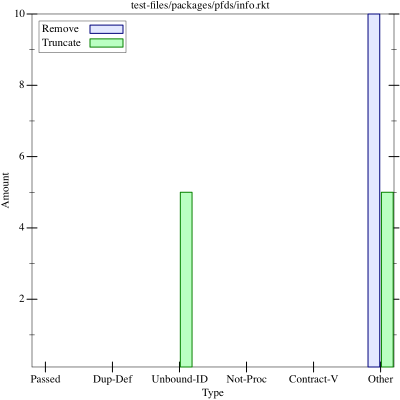 test-files/packages/pfds/info.rkt
Remove
Truncate
10
8
6
4
2
Amount
Passed Dup-Def Unbound-ID Not-Proc Contract-V Other
Type